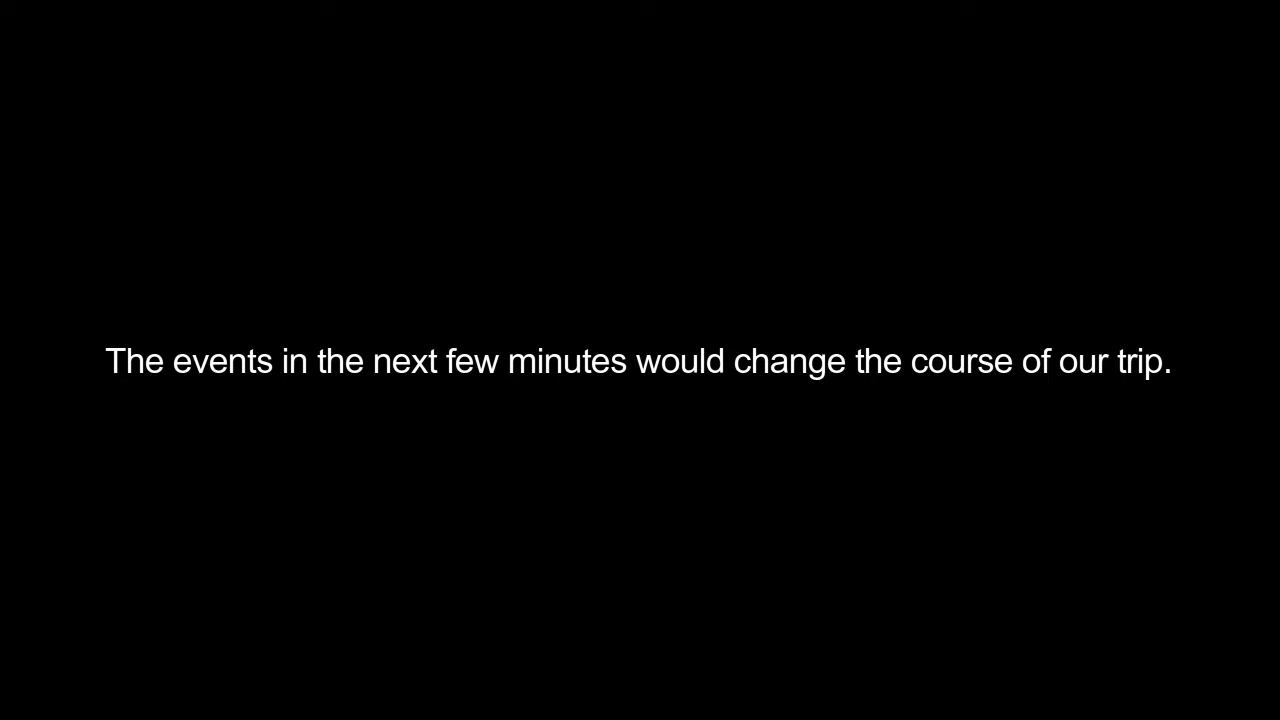 The events in the next few minutes would change the course of our trip.